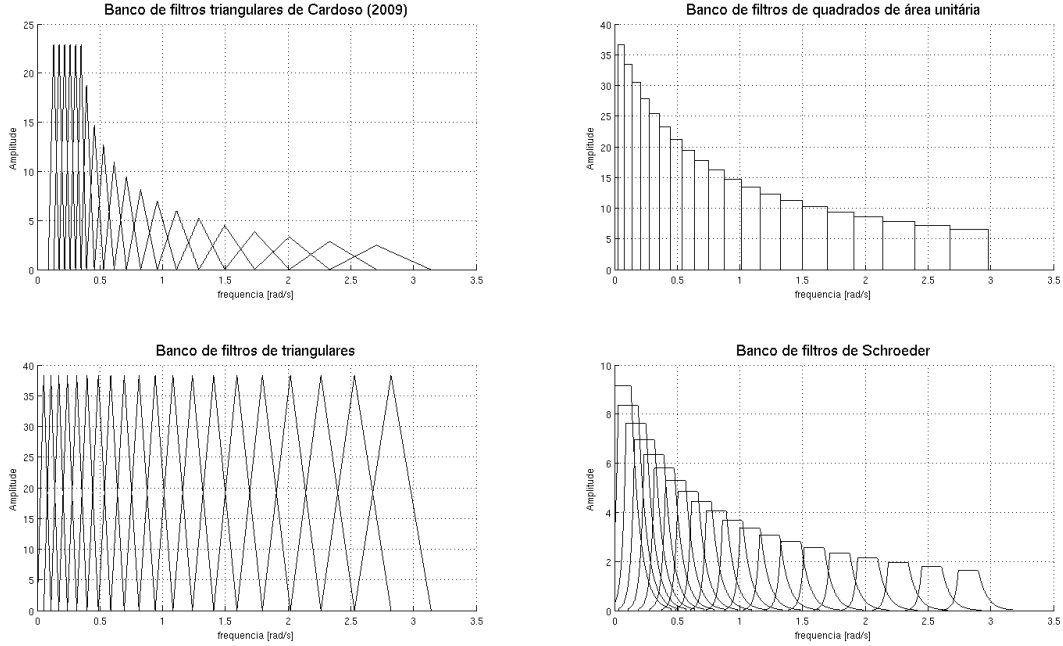 Banco de filtros triangulares de Cardoso (2009)
25
20
15
10
5
0
Amplitude
0 0.5 1 1.5 2 2.5 3 3.5
frequencia [rad/s]
Banco de filtros de quadrados de área unitária
40
35
30
25
20
15
10
5
0
Amplitude
0 0.5 1 1.5 2 2.5 3 3.5
frequencia [rad/s]
Banco de filtros de triangulares
40
35
30
25
20
15
10
5
0
Amplitude
0 0.5 1 1.5 2 2.5 3 3.5
frequencia [rad/s]
Banco de filtros de Schroeder
10
8
6
4
2
0
Amplitude
0 0.5 1 1.5 2 2.5 3 3.5
frequencia [rad/s]